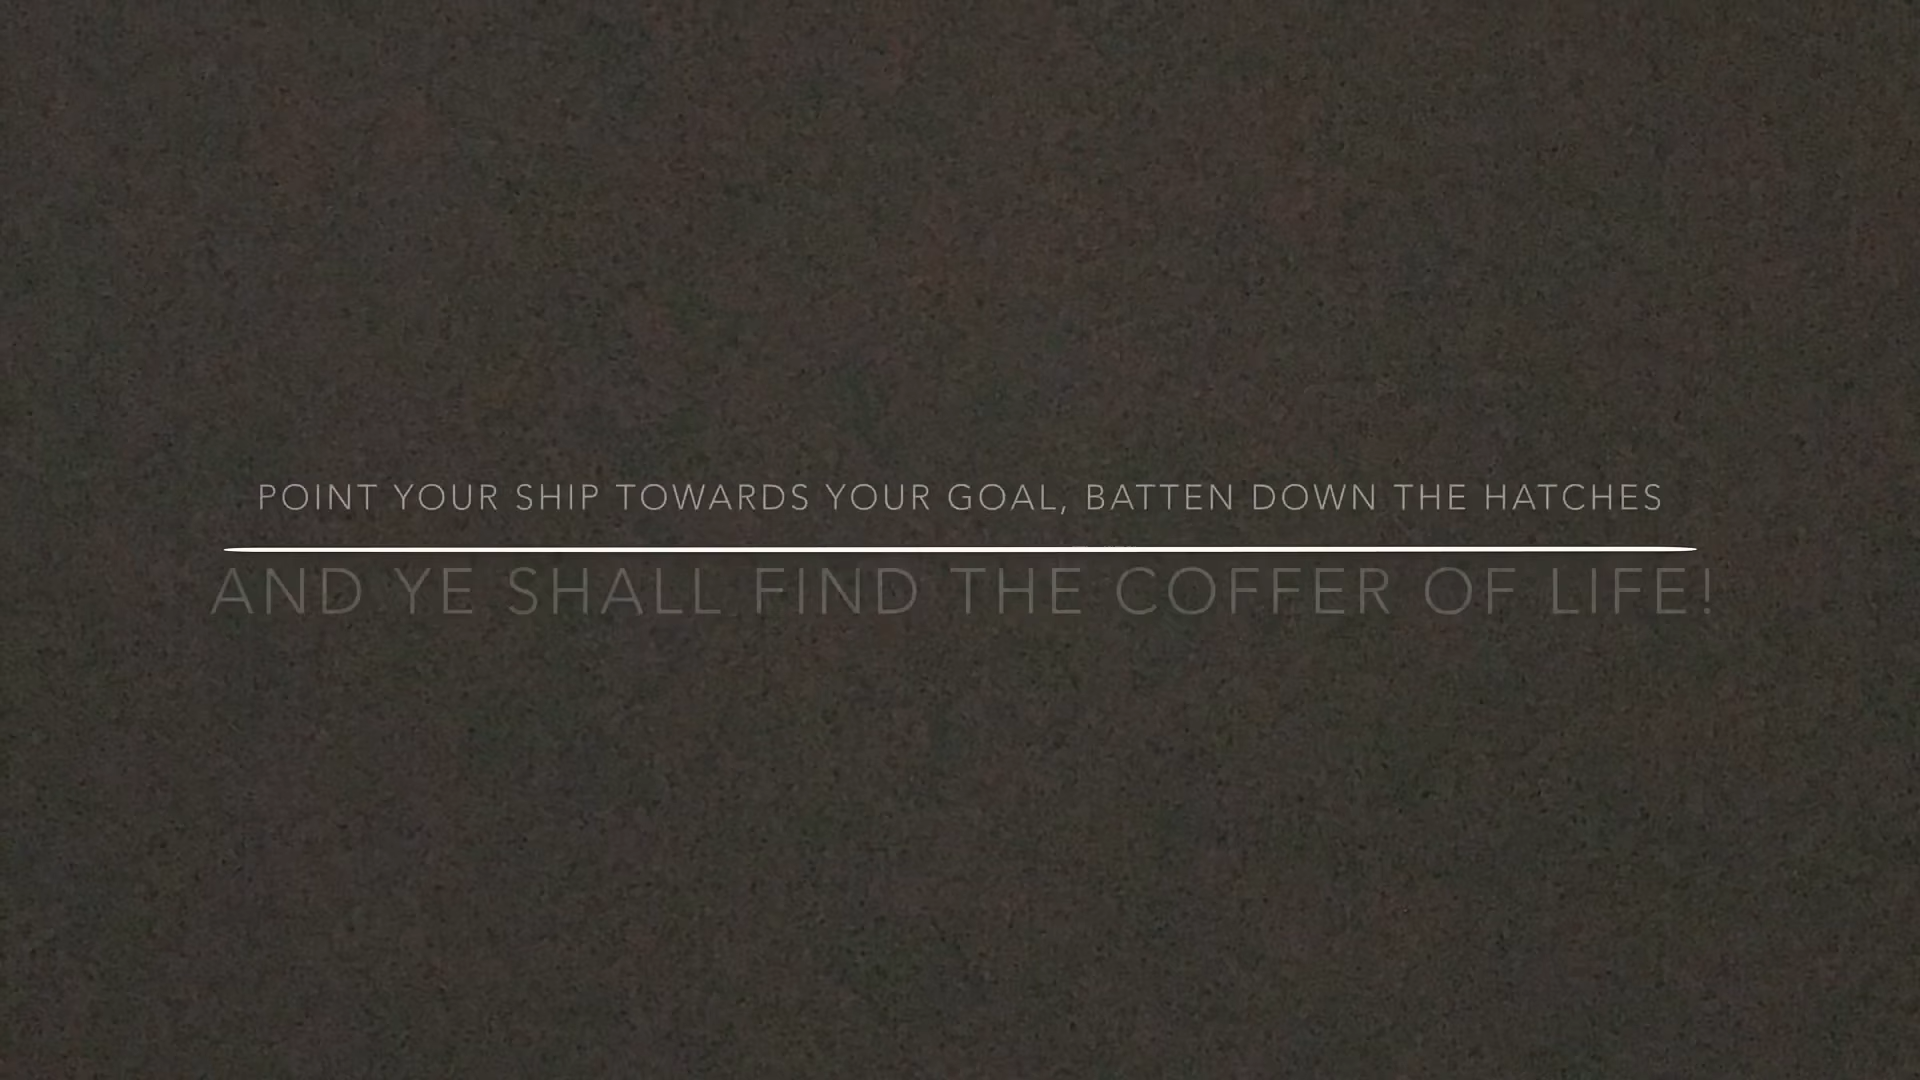 POINT YOUR SHIP TOWARDS YOUR GOAL, BATTEN DOWN THE HATCHES
AND YE SHALL FIND THE COFFER OF LIFE!